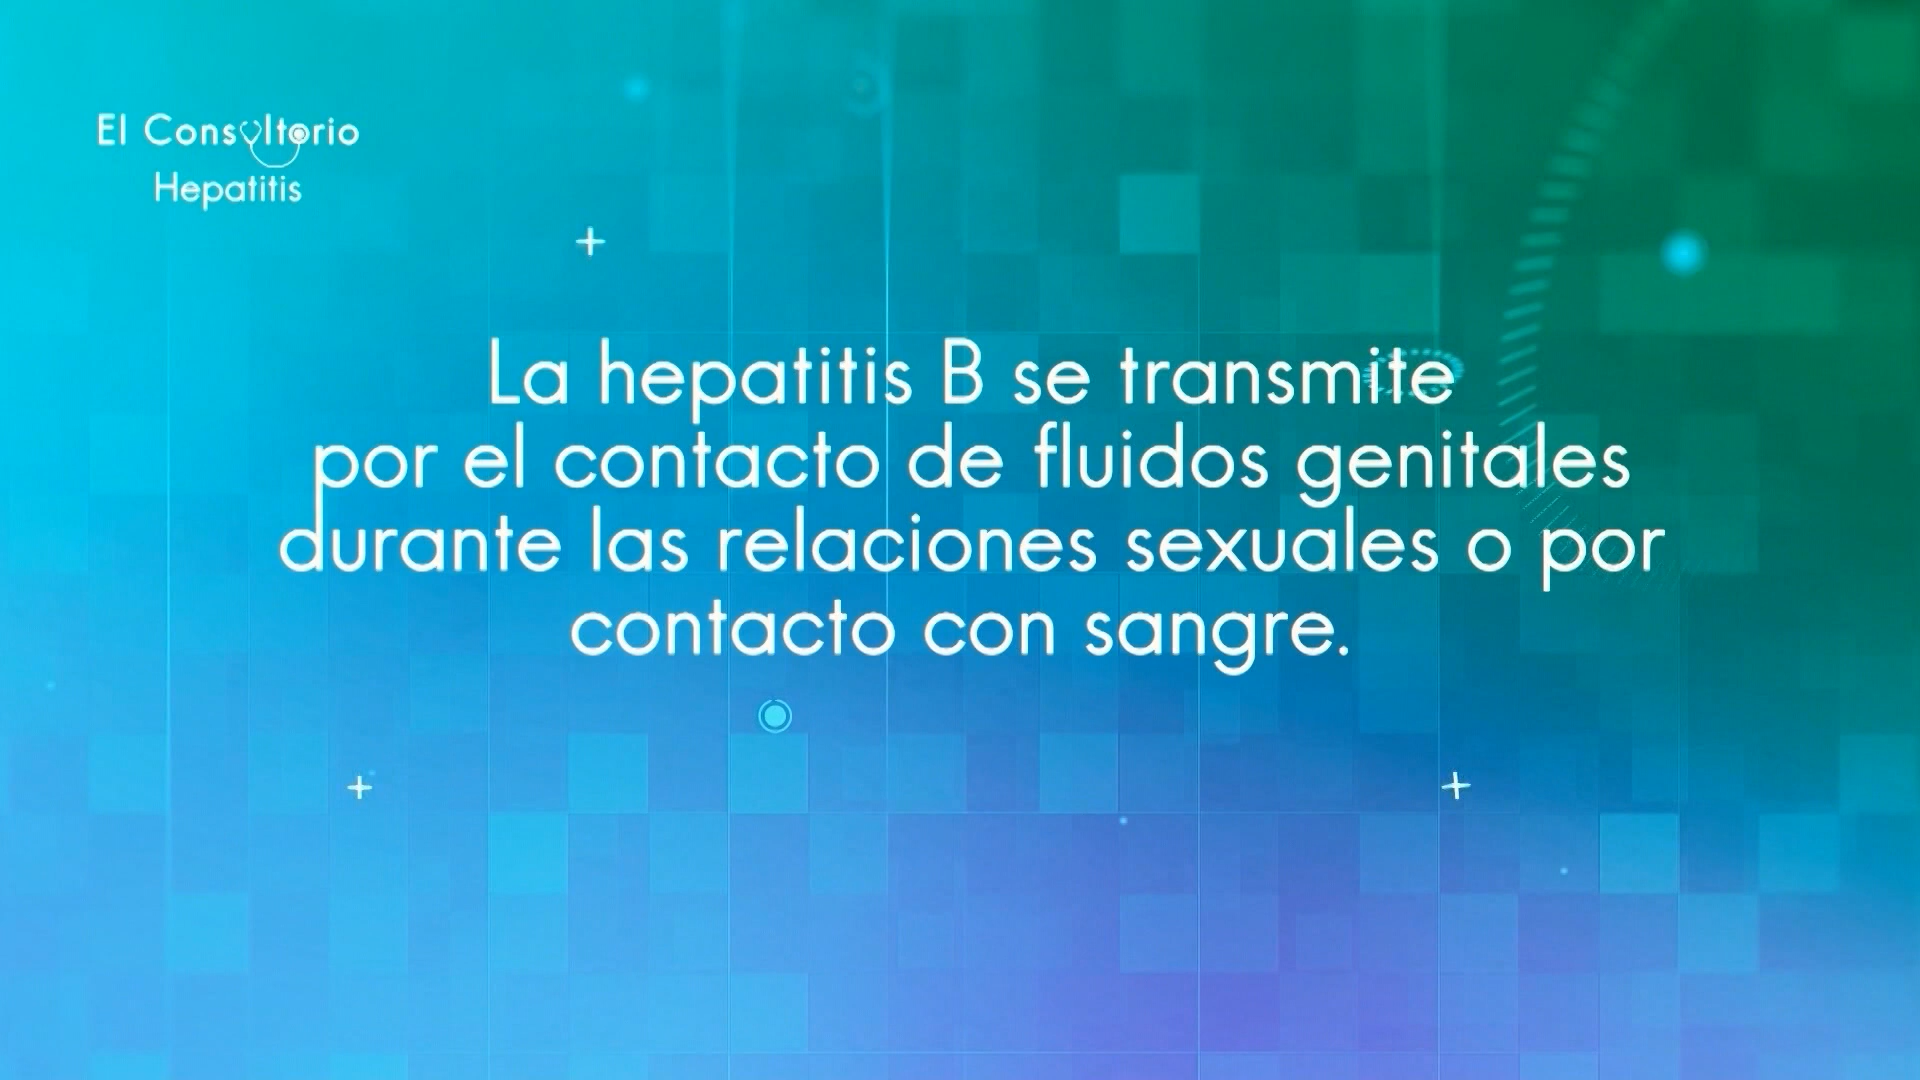 El Consultorio
Hepatitis
La hepatitis B se transmite
por el contacto de fluidos genitales
durante las relaciones sexuales o por
contacto con sangre.